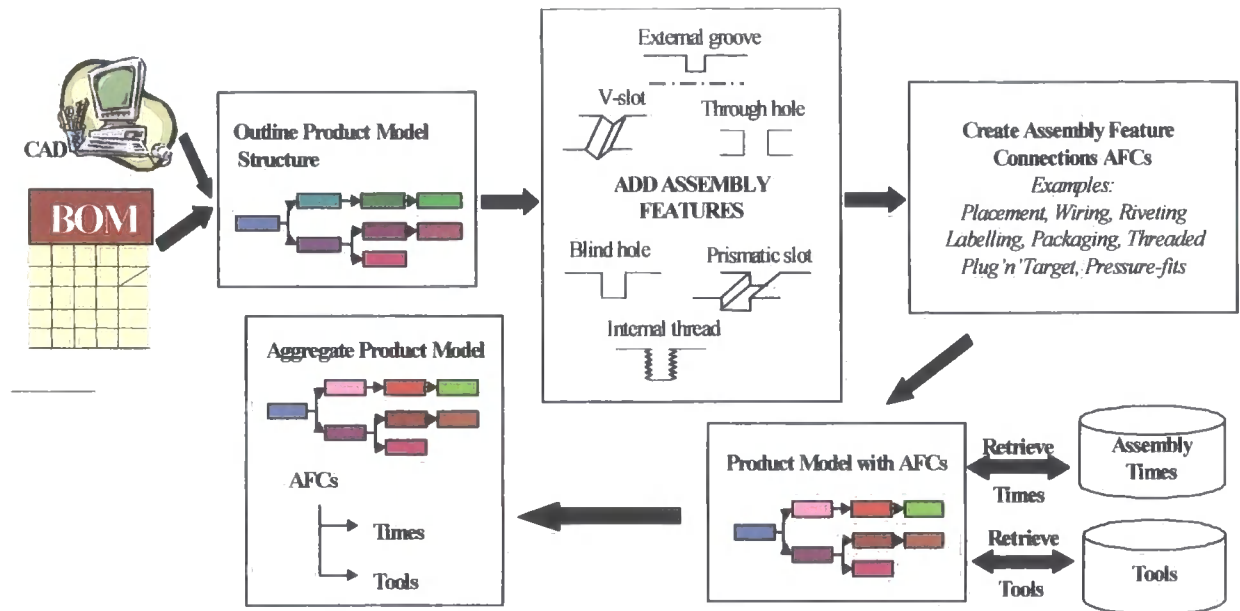 CAD
BOM
Outline Product Model
Structure
External groove
V-slot
Through hole
ADD ASSEMBLY
FEATURES
Blind hole
Prismatic slot
Internal thread
Create Assembly Feature
Connections AFCs
Examples:
Placement, Wiring, Riveting
Labelling, Packaging, Threaded
Plug'n'Target, Pressure-fits
Product Model with AFCs
Retrieve
Times
Assembly
Times
Retrieve
Tools
Tools
Aggregate Product Model
AFCs
Times
Tools